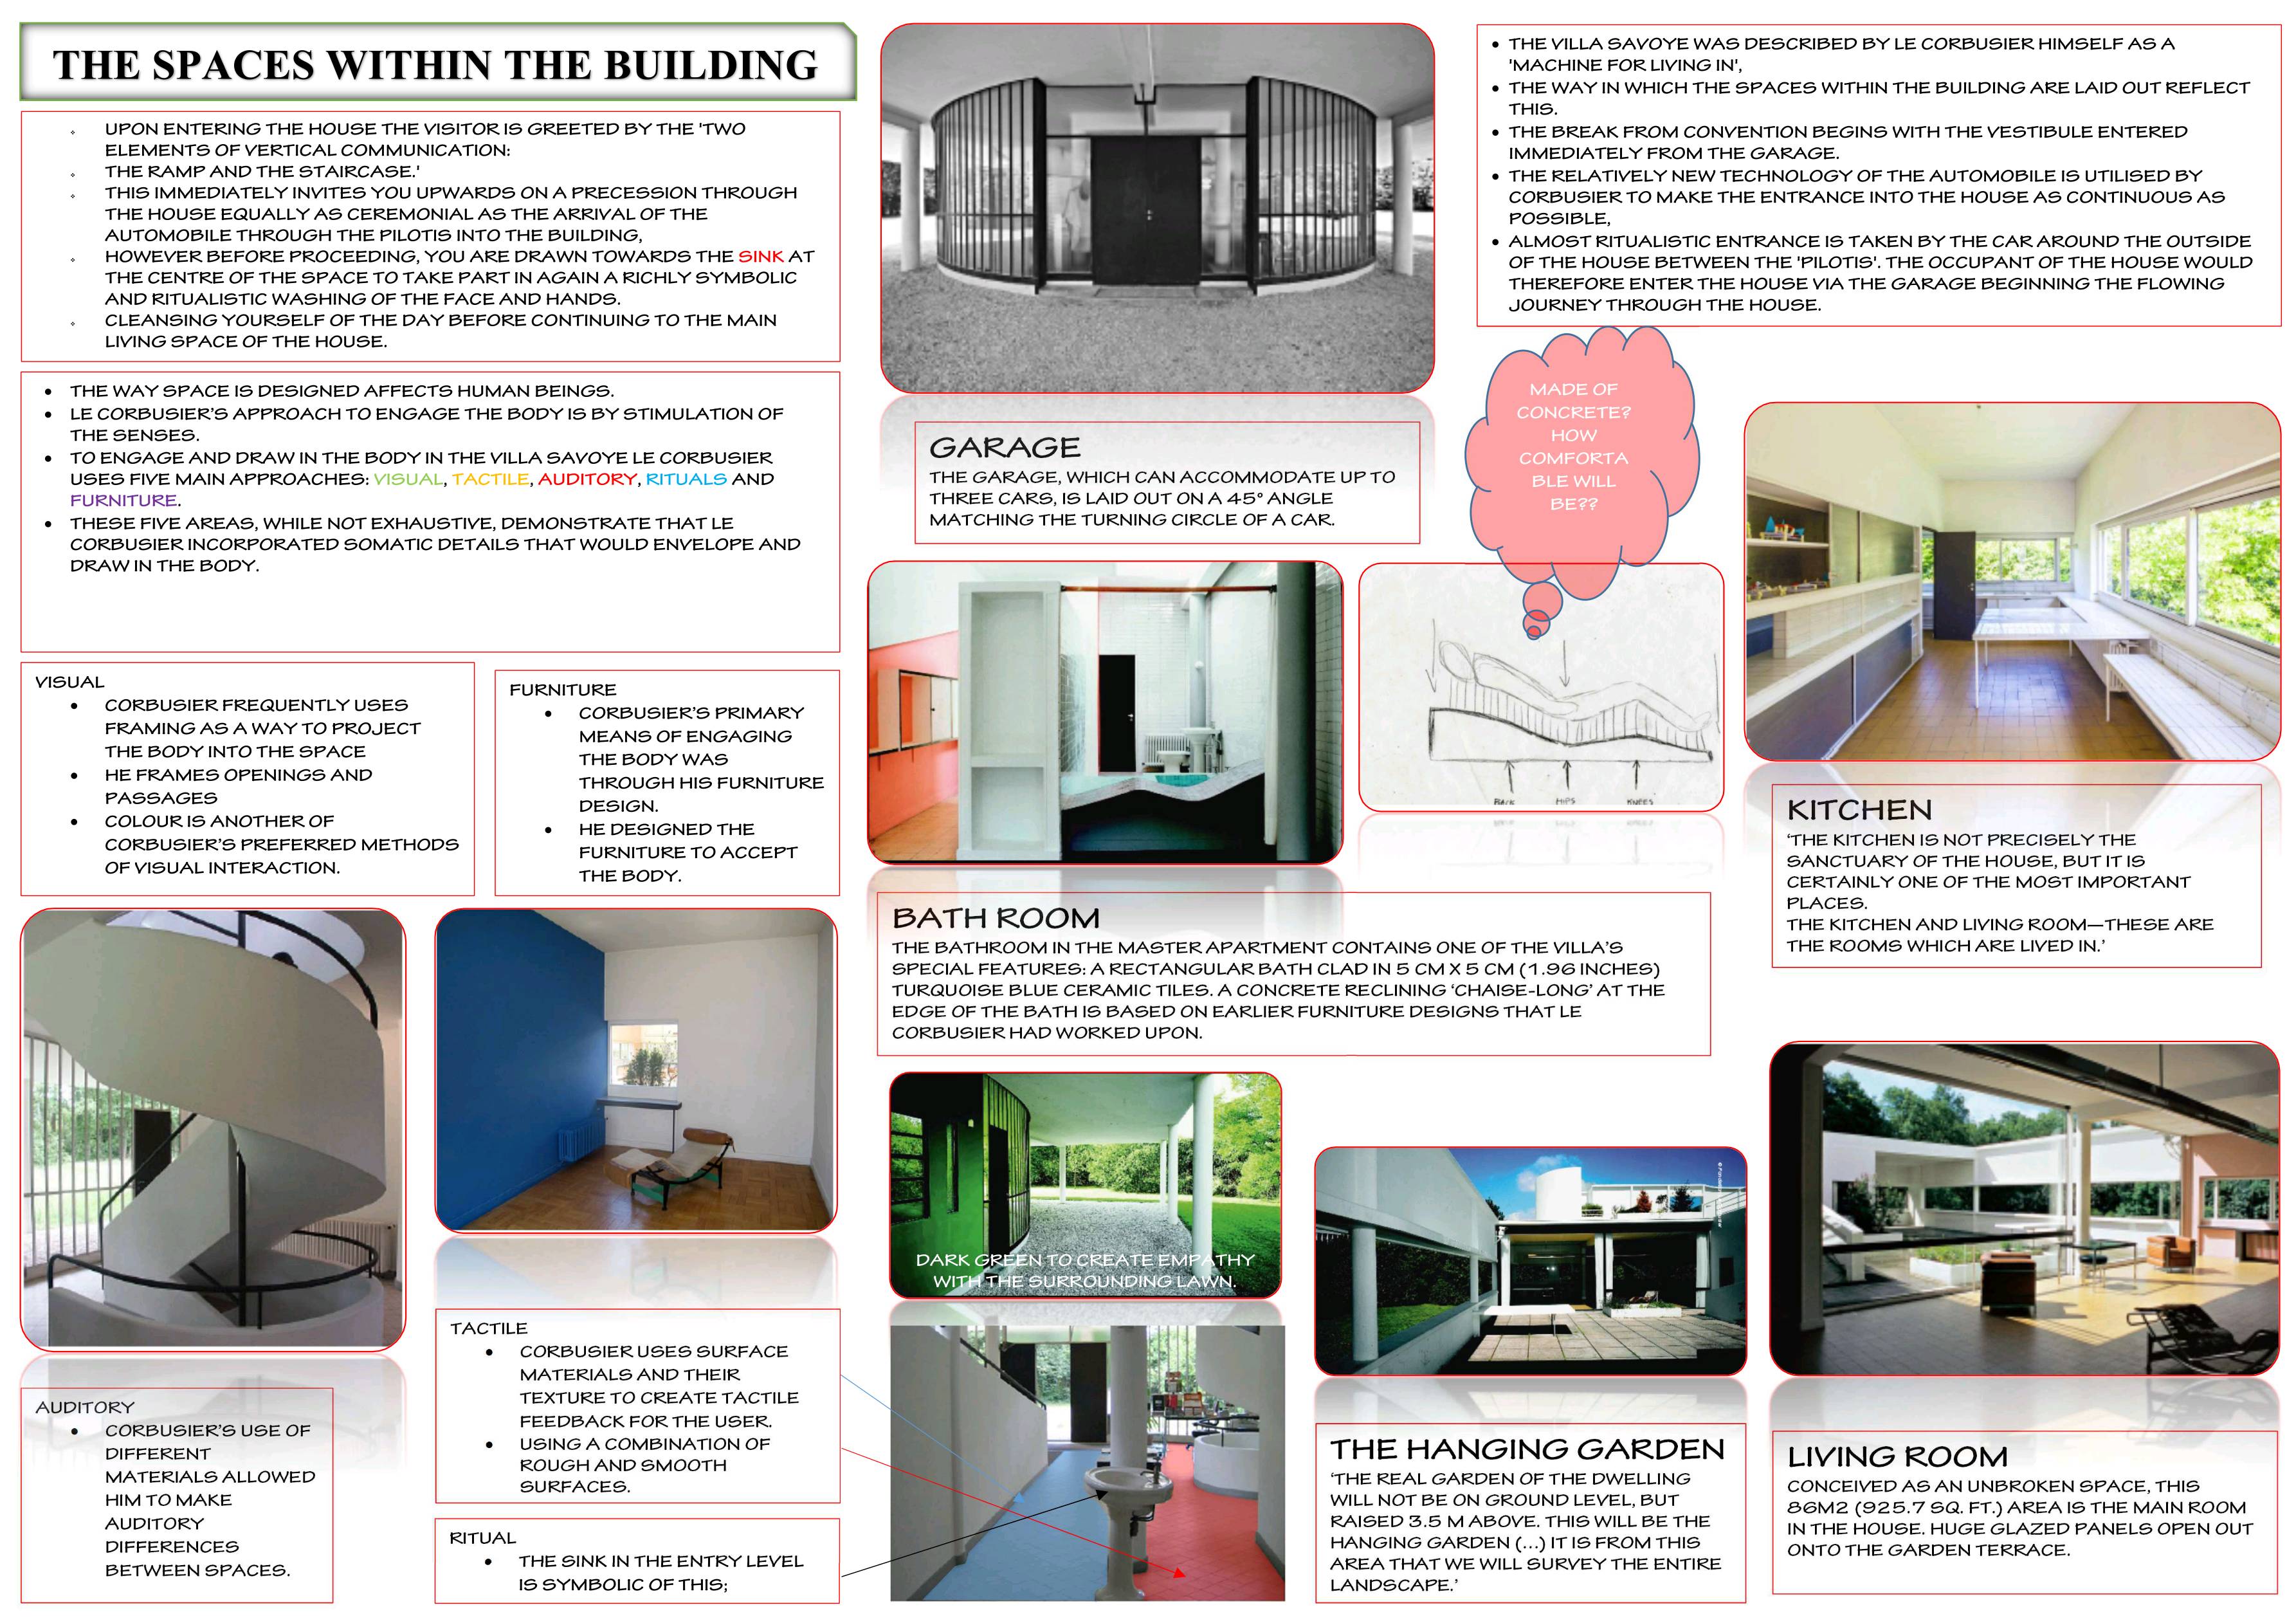 THE SPACES WITHIN THE BUILDING
UPON ENTERING THE HOUSE THE VISITOR IS GREETED BY THE 'TWO
ELEMENTS OF VERTICAL COMMUNICATION:
THE RAMP AND THE STAIRCASE.'
THIS IMMEDIATELY INVITES YOU UPWARDS ON A PRECESSION THROUGH
THE HOUSE EQUALLY AS CEREMONIAL AS THE ARRIVAL OF THE
AUTOMOBILE THROUGH THE PILOTIS INTO THE BUILDING,
HOWEVER BEFORE PROCEEDING, YOU ARE DRAWN TOWARDS THE SINK AT
THE CENTRE OF THE SPACE TO TAKE PART IN AGAIN A RICHLY SYMBOLIC
AND RITUALISTIC WASHING OF THE FACE AND HANDS.
CLEANSING YOURSELF OF THE DAY BEFORE CONTINUING TO THE MAIN
LIVING SPACE OF THE HOUSE.
• THE WAY SPACE IS DESIGNED AFFECTS HUMAN BEINGS.
• LE CORBUSIER’S APPROACH TO ENGAGE THE BODY IS BY STIMULATION OF
THE SENSES.
• TO ENGAGE AND DRAW IN THE BODY IN THE VILLA SAVOYE LE CORBUSIER
USES FIVE MAIN APPROACHES: VISUAL, TACTILE, AUDITORY, RITUALS AND
FURNITURE.
• THESE FIVE AREAS, WHILE NOT EXHAUSTIVE, DEMONSTRATE THAT LE
CORBUSIER INCORPORATED SOMATIC DETAILS THAT WOULD ENVELOPE AND
DRAW IN THE BODY.
VISUAL
• CORBUSIER FREQUENTLY USES
FRAMING AS A WAY TO PROJECT
THE BODY INTO THE SPACE
• HE FRAMES OPENINGS AND
PASSAGES
• COLOUR IS ANOTHER OF
CORBUSIER’S PREFERRED METHODS
OF VISUAL INTERACTION.
FURNITURE
• CORBUSIER’S PRIMARY
MEANS OF ENGAGING
THE BODY WAS
THROUGH HIS FURNITURE
DESIGN.
• HE DESIGNED THE
FURNITURE TO ACCEPT
THE BODY.
AUDITORY
• CORBUSIER’S USE OF
DIFFERENT
MATERIALS ALLOWED
HIM TO MAKE
AUDITORY
DIFFERENCES
BETWEEN SPACES.
TACTILE
• CORBUSIER USES SURFACE
MATERIALS AND THEIR
TEXTURE TO CREATE TACTILE
FEEDBACK FOR THE USER.
• USING A COMBINATION OF
ROUGH AND SMOOTH
SURFACES.
RITUAL
• THE SINK IN THE ENTRY LEVEL
IS SYMBOLIC OF THIS;
GARAGE
THE GARAGE, WHICH CAN ACCOMMODATE UP TO
THREE CARS, IS LAID OUT ON A 45° ANGLE
MATCHING THE TURNING CIRCLE OF A CAR.
• THE VILLA SAVOYE WAS DESCRIBED BY LE CORBUSIER HIMSELF AS A
'MACHINE FOR LIVING IN',
• THE WAY IN WHICH THE SPACES WITHIN THE BUILDING ARE LAID OUT REFLECT
THIS.
• THE BREAK FROM CONVENTION BEGINS WITH THE VESTIBULE ENTERED
IMMEDIATELY FROM THE GARAGE.
• THE RELATIVELY NEW TECHNOLOGY OF THE AUTOMOBILE IS UTILISED BY
CORBUSIER TO MAKE THE ENTRANCE INTO THE HOUSE AS CONTINUOUS AS
POSSIBLE,
• ALMOST RITUALISTIC ENTRANCE IS TAKEN BY THE CAR AROUND THE OUTSIDE
OF THE HOUSE BETWEEN THE 'PILOTIS'. THE OCCUPANT OF THE HOUSE WOULD
THEREFORE ENTER THE HOUSE VIA THE GARAGE BEGINNING THE FLOWING
JOURNEY THROUGH THE HOUSE.
MADE OF
CONCRETE?
HOW
COMFORTA
BLE WILL
BE??
BACK HIPS KNEES
KITCHEN
‘THE KITCHEN IS NOT PRECISELY THE
SANCTUARY OF THE HOUSE, BUT IT IS
CERTAINLY ONE OF THE MOST IMPORTANT
PLACES.
THE KITCHEN AND LIVING ROOM—THESE ARE
THE ROOMS WHICH ARE LIVED IN.’
BATH ROOM
THE BATHROOM IN THE MASTER APARTMENT CONTAINS ONE OF THE VILLA’S
SPECIAL FEATURES: A RECTANGULAR BATH CLAD IN 5 CM X 5 CM (1.96 INCHES)
TURQUOISE BLUE CERAMIC TILES. A CONCRETE RECLINING ‘CHAISE-LONG’ AT THE
EDGE OF THE BATH IS BASED ON EARLIER FURNITURE DESIGNS THAT LE
CORBUSIER HAD WORKED UPON.
DARK GREEN TO CREATE EMPATHY
WITH THE SURROUNDING LAWN.
THE HANGING GARDEN
‘THE REAL GARDEN OF THE DWELLING
WILL NOT BE ON GROUND LEVEL, BUT
RAISED 3.5 M ABOVE. THIS WILL BE THE
HANGING GARDEN (...) IT IS FROM THIS
AREA THAT WE WILL SURVEY THE ENTIRE
LANDSCAPE.’
LIVING ROOM
CONCEIVED AS AN UNBROKEN SPACE, THIS
86M2 (925.7 SQ. FT.) AREA IS THE MAIN ROOM
IN THE HOUSE. HUGE GLAZED PANELS OPEN OUT
ONTO THE GARDEN TERRACE.